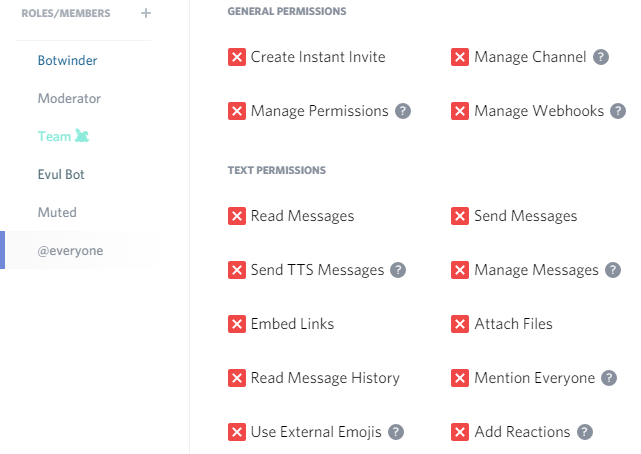 ROLES/MEMBERS +
Botwinder
Moderator
Team
Evul Bot
Muted
@everyone
GENERAL PERMISSIONS
Create Instant Invite Manage Channel ?
Manage Permissions ? Manage Webhooks ?
TEXT PERMISSIONS
Read Messages Send Messages
Send TTS Messages ? Manage Messages ?
Embed Links Attach Files
Read Message History Mention Everyone ?
Use External Emojis ? Add Reactions ?